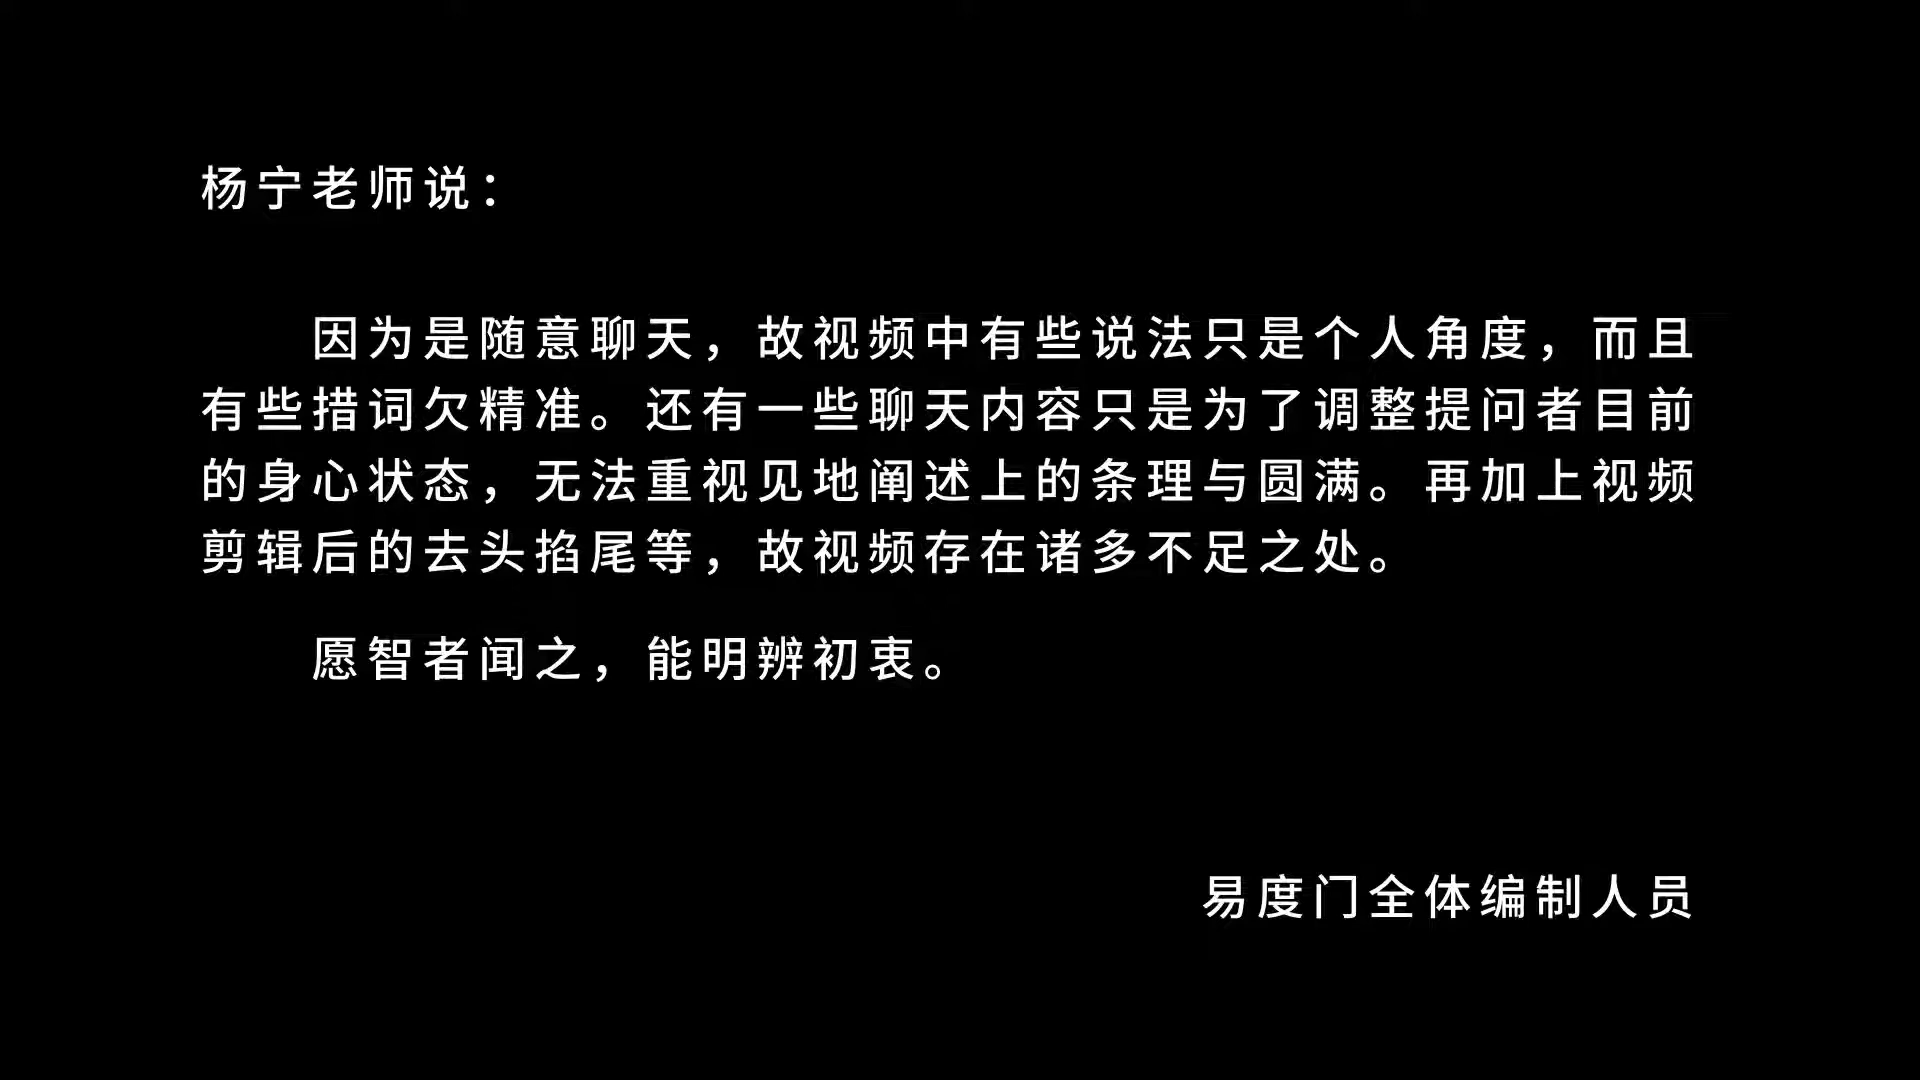 杨宁老师说：
因为是随意聊天，故视频中有些说法只是个人角度，而且
有些措词欠精准。还有一些聊天内容只是为了调整提问者目前
的身心状态，无法重视见地阐述上的条理与圆满。再加上视频
剪辑后的去头掐尾等，故视频存在诸多不足之处。
愿智者闻之，能明辨初衷。
易度门全体编制人员